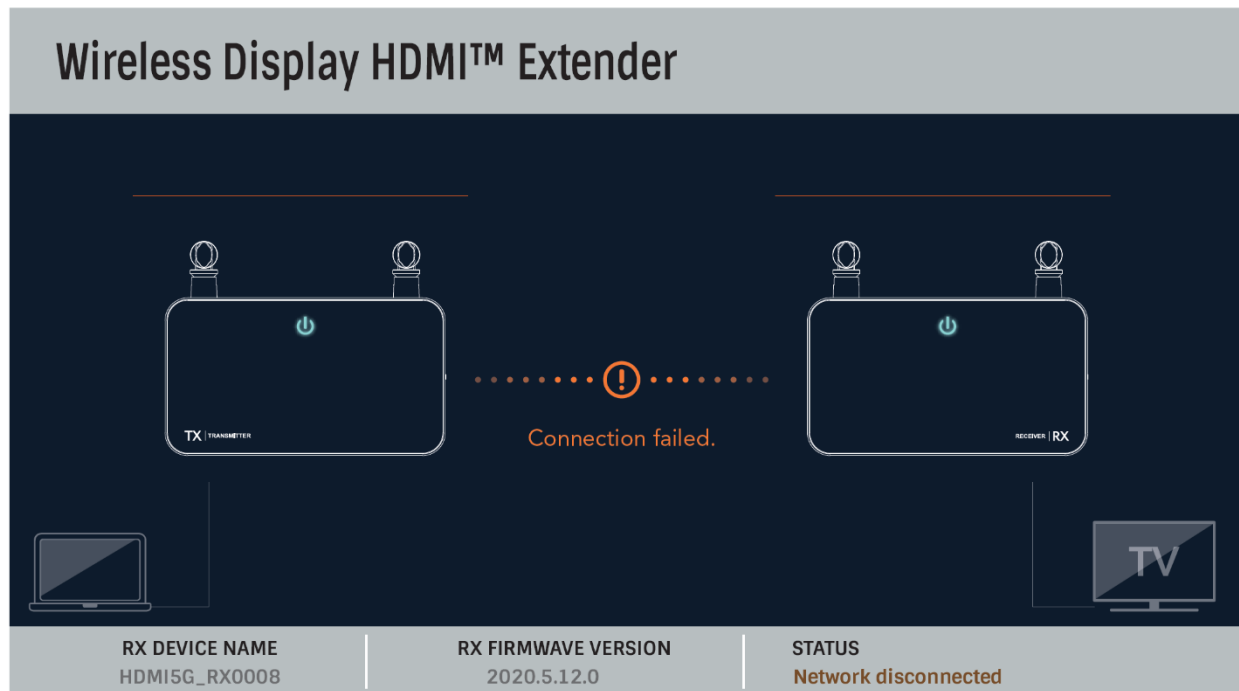 Wireless Display HDMI™ Extender
TX | TRANSMITTER
RECEIVER | RX
Connection failed.
TV
RX DEVICE NAME
HDMI5G_RX0008
RX FIRMWAVE VERSION
2020.5.12.0
STATUS
Network disconnected